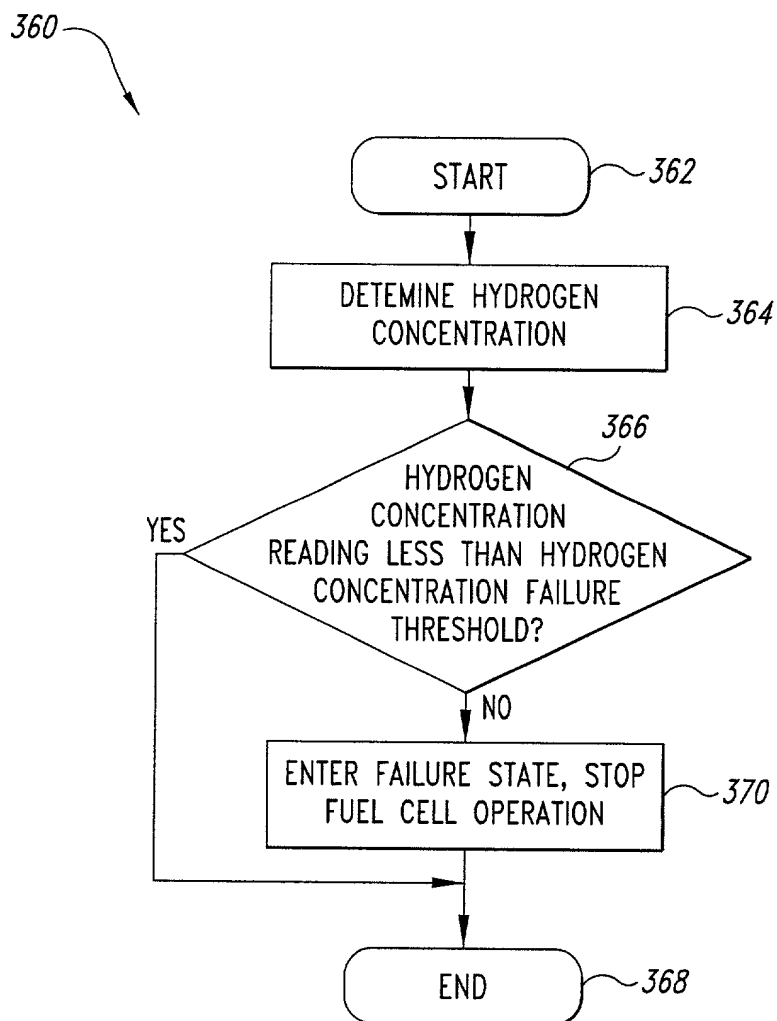 360
START
362
DETEMINE HYDROGEN
CONCENTRATION
364
366
HYDROGEN
CONCENTRATION
READING LESS THAN HYDROGEN
CONCENTRATION FAILURE
THRESHOLD?
YES
NO
ENTER FAILURE STATE, STOP
FUEL CELL OPERATION
370
END
368